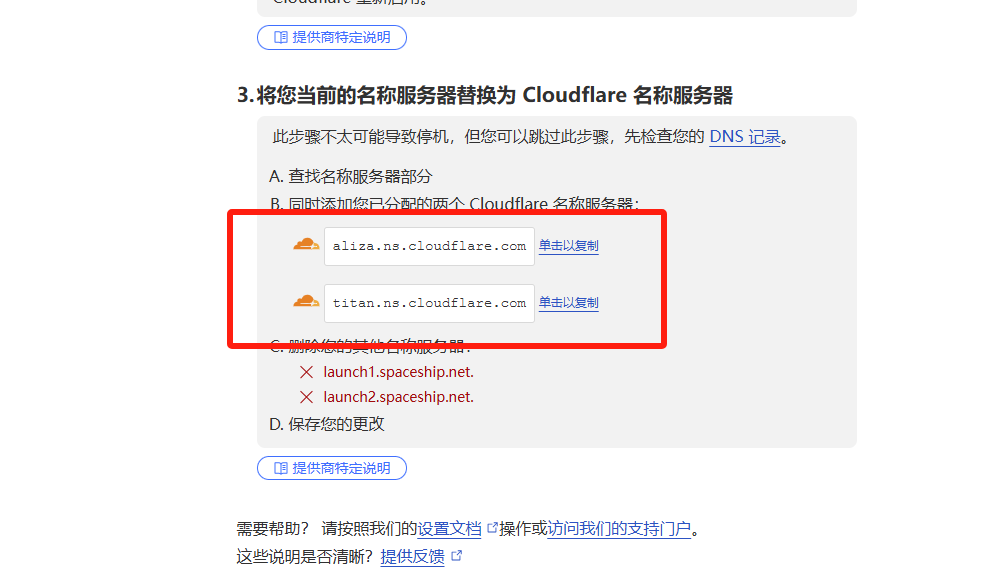 Cloudflare 重新启用。
提供商特定说明
3.将您当前的名称服务器替换为 Cloudflare 名称服务器
此步骤不太可能导致停机，但您可以跳过此步骤，先检查您的 DNS 记录。
A. 查找名称服务器部分
B. 同时添加您已分配的两个 Cloudflare 名称服务器：
aliza.ns.cloudflare.com 单击以复制
titan.ns.cloudflare.com 单击以复制
C. 删除您的其他名称服务器：
launch1.spaceship.net.
launch2.spaceship.net.
D. 保存您的更改
提供商特定说明
需要帮助？ 请按照我们的设置文档 操作或访问我们的支持门户。
这些说明是否清晰？提供反馈